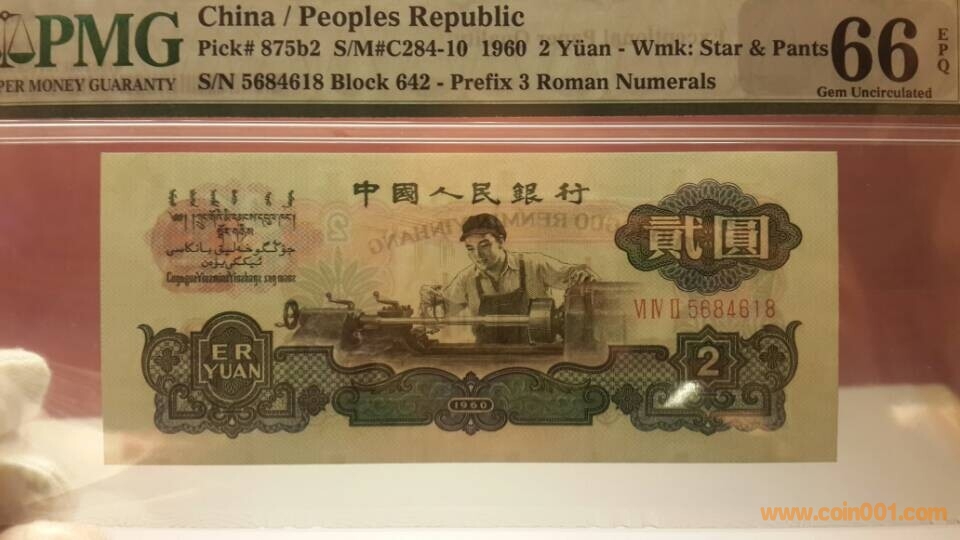 PMG
PER MONEY GUARANTY
China / Peoples Republic
Pick# 875b2 S/M#C284-10 1960 2 Yüan - Wmk: Star & Pants
S/N 5684618 Block 642 - Prefix 3 Roman Numerals
66
EPQ
Gem Uncirculated
中國人民銀行
貳圓
VI IV II 5684618
ER
YUAN
2
1960
www.coin001.com